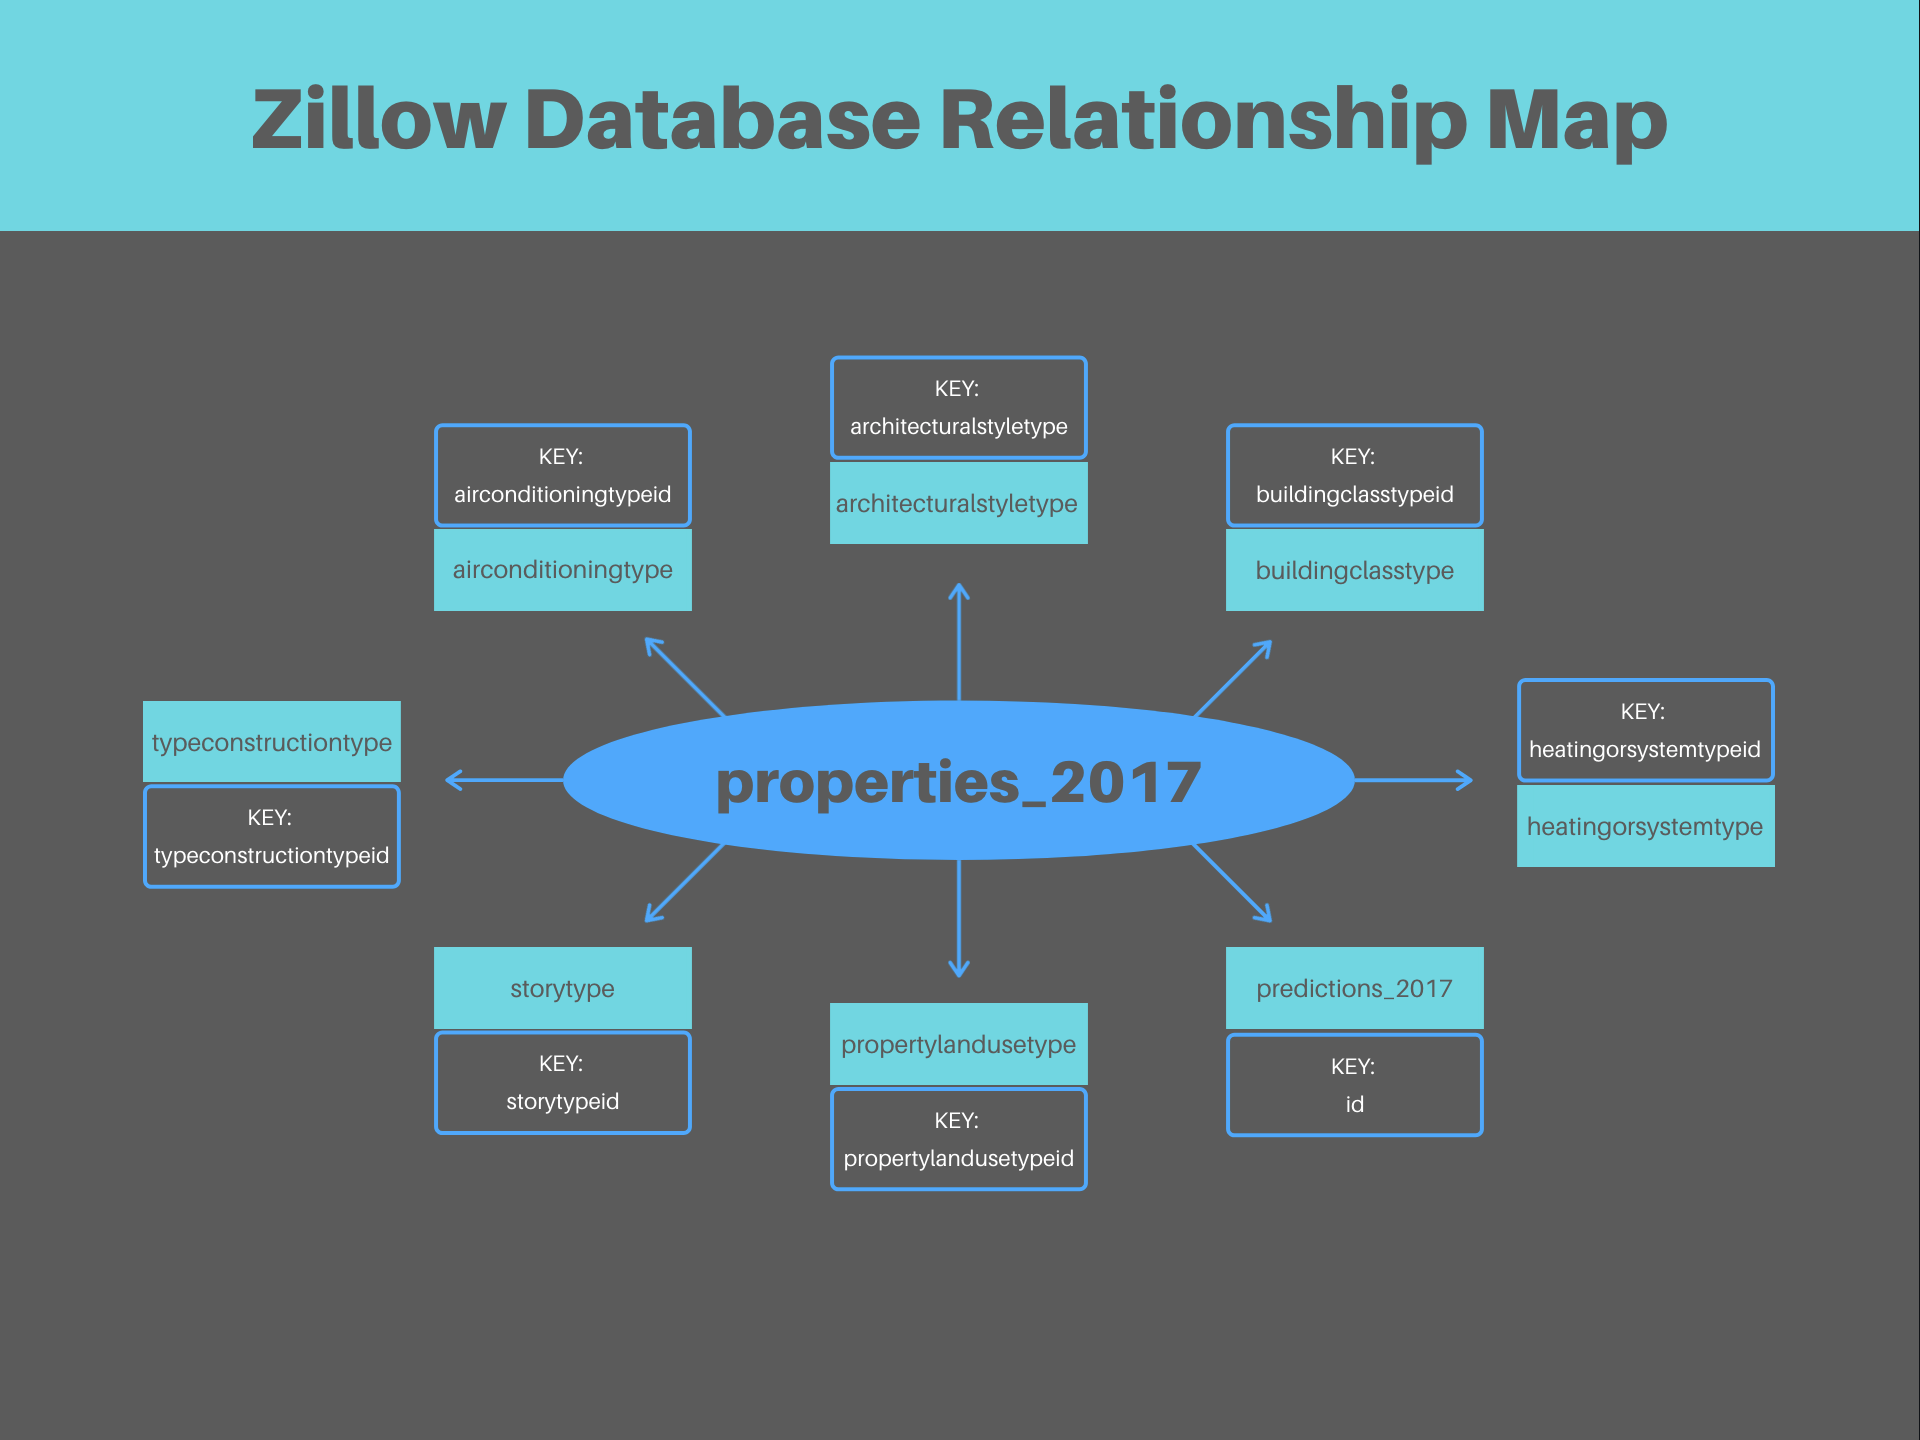 Zillow Database Relationship Map
KEY:
architecturalstyletype
architecturalstyletype
KEY:
airconditioningtypeid
airconditioningtype
KEY:
buildingclasstypeid
buildingclasstype
typeconstructiontype
KEY:
typeconstructiontypeid
properties_2017
KEY:
heatingorsystemtypeid
heatingorsystemtype
storytype
KEY:
storytypeid
propertylandusetype
KEY:
propertylandusetypeid
predictions_2017
KEY:
id